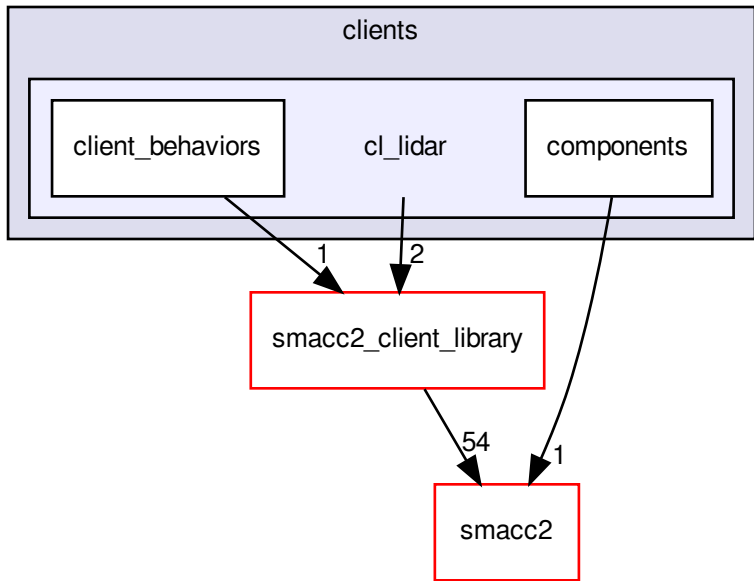 clients
client_behaviors
cl_lidar
components
1
2
smacc2_client_library
54
1
smacc2